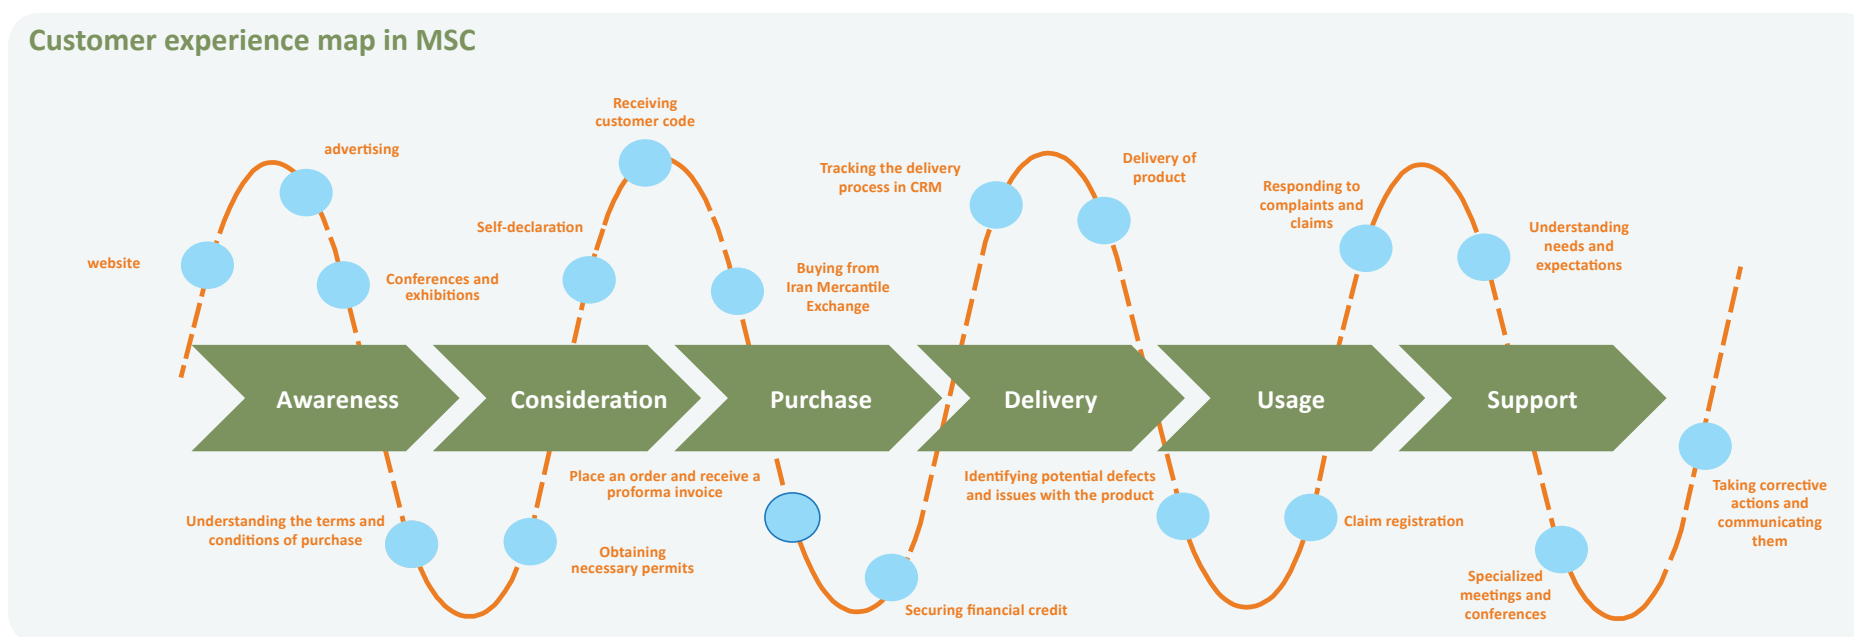 Customer experience map in MSC
website
advertising
Conferences and
exhibitions
Understanding the terms and
conditions of purchase
Obtaining
necessary permits
Self-declaration
Receiving
customer code
Buying from
Iran Mercantile
Exchange
Place an order and receive a
proforma invoice
Securing financial credit
Tracking the delivery
process in CRM
Delivery of
product
Identifying potential defects
and issues with the product
Claim registration
Responding to
complaints and
claims
Understanding
needs and
expectations
Specialized
meetings and
conferences
Taking corrective
actions and
communicating
them
Awareness
Consideration
Purchase
Delivery
Usage
Support